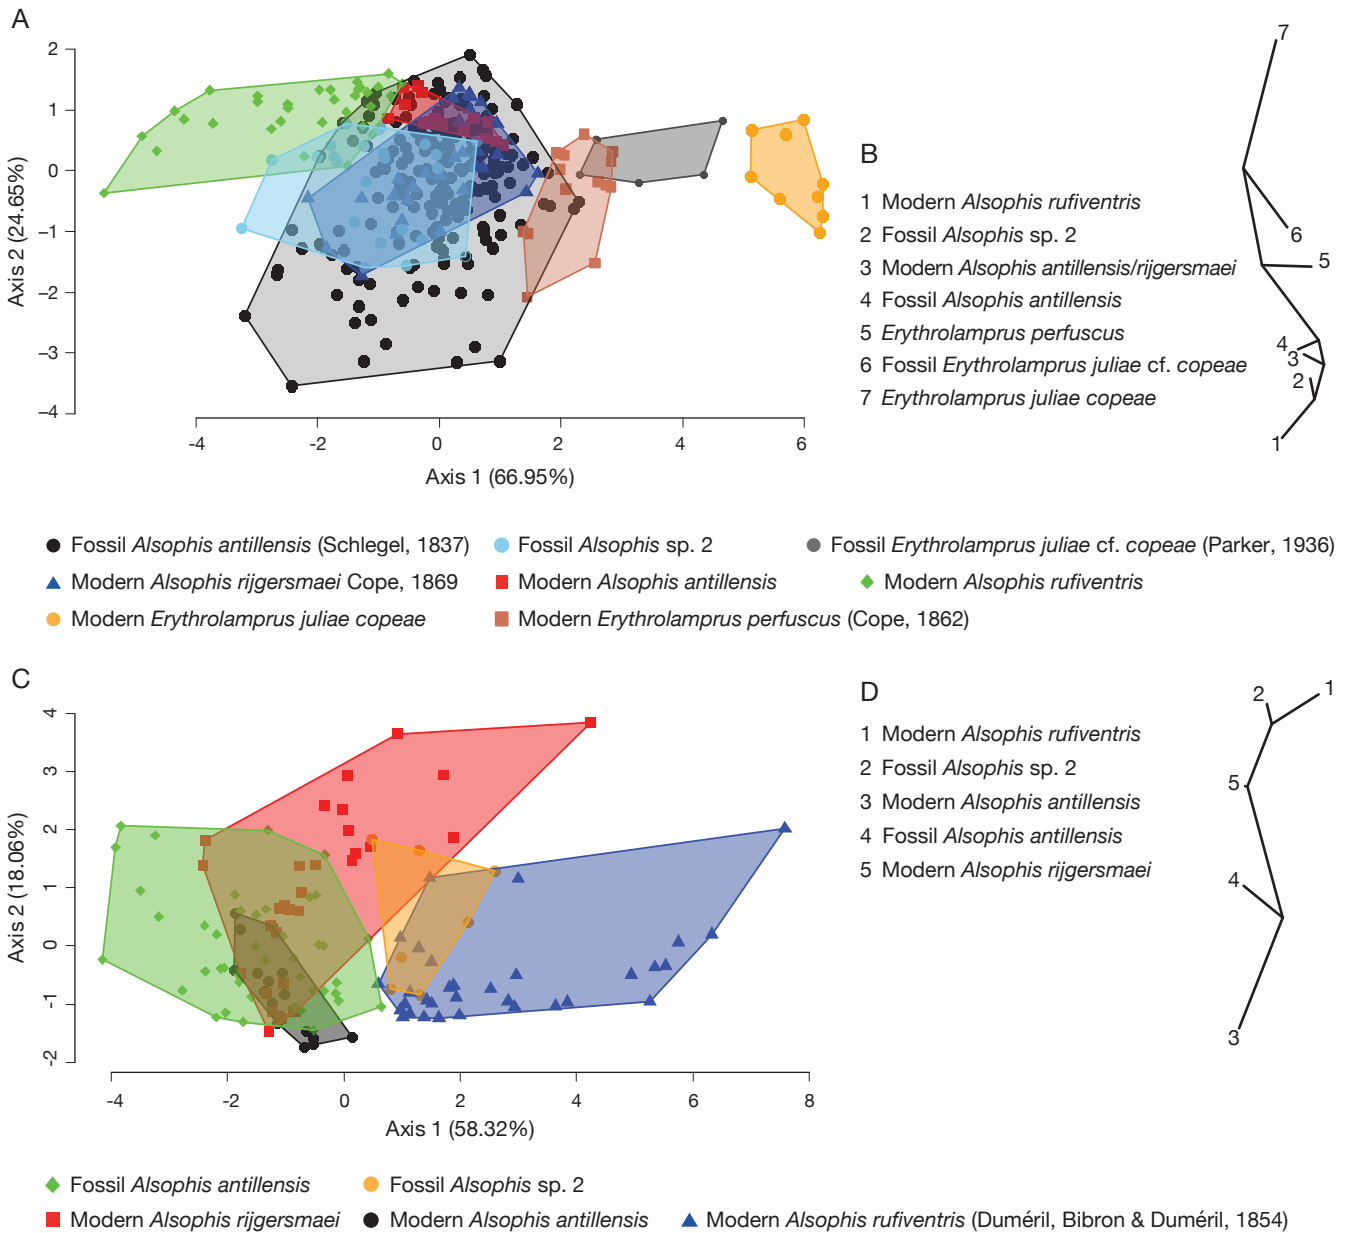 A
2
1
0
−1
−2
−3
−4
Axis 2 (24.65%)
-4 -2 0 2 4 6
Axis 1 (66.95%)
B
1 Modern Alsophis rufiventris
2 Fossil Alsophis sp. 2
3 Modern Alsophis antillensis/rijgersmaei
4 Fossil Alsophis antillensis
5 Erythrolamprus perfuscus
6 Fossil Erythrolamprus juliae cf. copeae
7 Erythrolamprus juliae copeae
7
6
5
4
3
2
1
Fossil Alsophis antillensis (Schlegel, 1837) Fossil Alsophis sp. 2 Fossil Erythrolamprus juliae cf. copeae (Parker, 1936)
Modern Alsophis rijgersmaei Cope, 1869 Modern Alsophis antillensis Modern Alsophis rufiventris
Modern Erythrolamprus juliae copeae Modern Erythrolamprus perfuscus (Cope, 1862)
C
4
3
2
1
0
-1
-2
Axis 2 (18.06%)
-4 -2 0 2 4 6 8
Axis 1 (58.32%)
D
1 Modern Alsophis rufiventris
2 Fossil Alsophis sp. 2
3 Modern Alsophis antillensis
4 Fossil Alsophis antillensis
5 Modern Alsophis rijgersmaei
2 1
5
4
3
Fossil Alsophis antillensis Fossil Alsophis sp. 2
Modern Alsophis rijgersmaei Modern Alsophis antillensis Modern Alsophis rufiventris (Duméril, Bibron & Duméril, 1854)